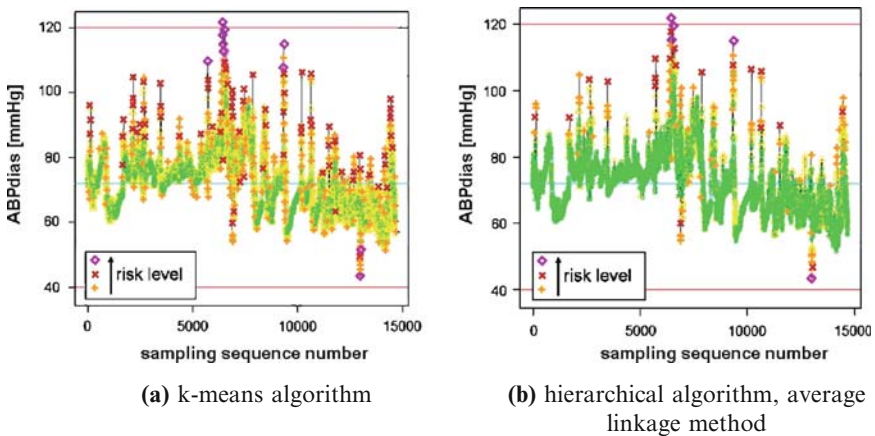 ABPdias [mmHg]
120
100
80
60
40
risk level
0
5000
10000
15000
sampling sequence number
(a) k-means algorithm
ABPdias [mmHg]
120
100
80
60
40
risk level
0
5000
10000
15000
sampling sequence number
(b) hierarchical algorithm, average
linkage method